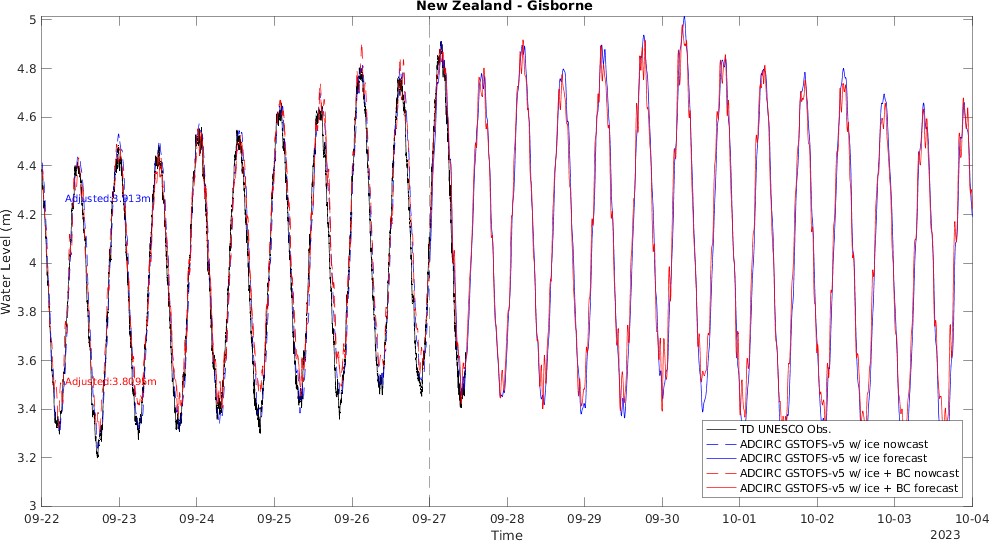 New Zealand - Gisborne
Water Level (m)
5
4.8
4.6
4.4
4.2
4
3.8
3.6
3.4
3.2
3
Adjusted:3.913m
Adjusted:3.8095m
TD UNESCO Obs.
ADCIRC GSTOFS-v5 w/ ice nowcast
ADCIRC GSTOFS-v5 w/ ice forecast
ADCIRC GSTOFS-v5 w/ ice + BC nowcast
ADCIRC GSTOFS-v5 w/ ice + BC forecast
09-22 09-23 09-24 09-25 09-26 09-27 09-28 09-29 09-30 10-01 10-02 10-03 10-04
Time
2023